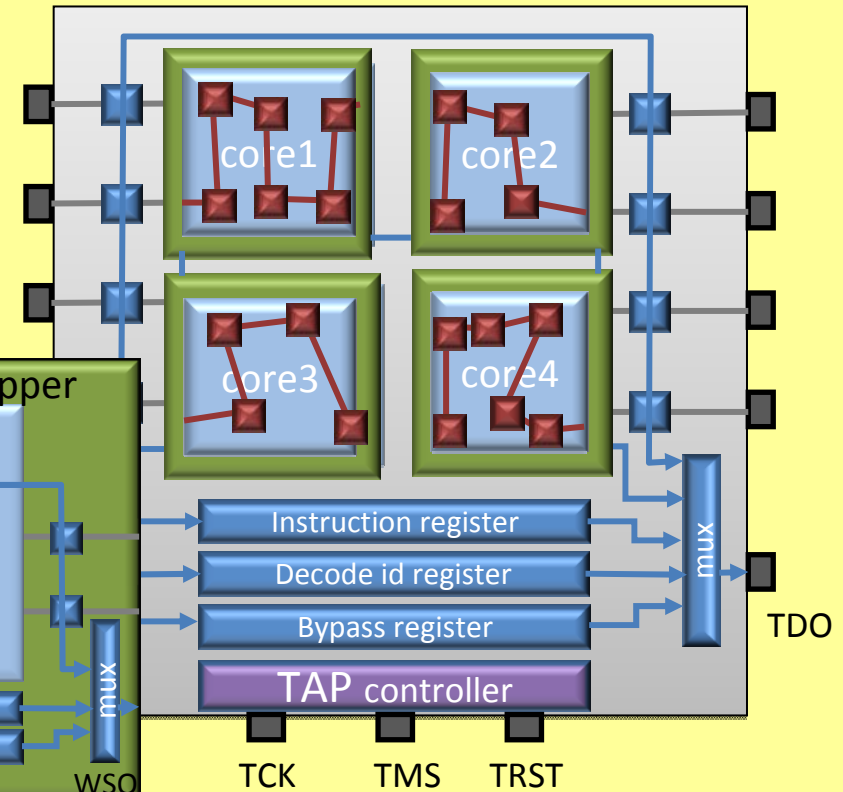 core1
core2
core3
core4
pper
Instruction register
Decode id register
Bypass register
TAP controller
mux
mux
TDO
WSO
TCK
TMS
TRST